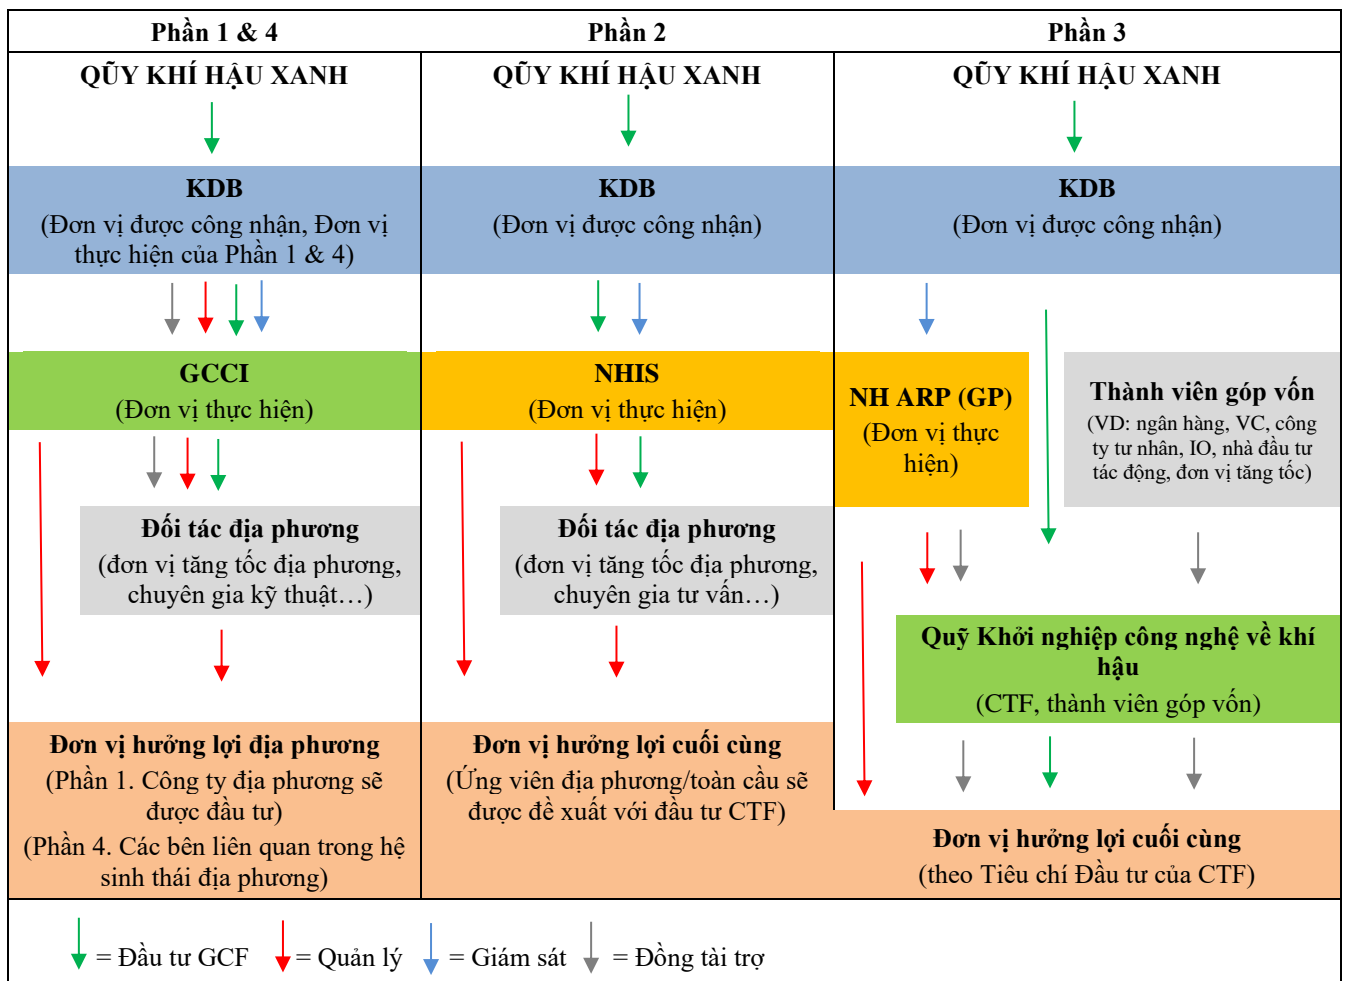 Phần 1 & 4
Phần 2
Phần 3
QŨY KHÍ HẬU XANH
QŨY KHÍ HẬU XANH
QŨY KHÍ HẬU XANH
KDB
(Đơn vị được công nhận, Đơn vị
thực hiện của Phần 1 & 4)
KDB
(Đơn vị được công nhận)
KDB
(Đơn vị được công nhận)
GCCI
(Đơn vị thực hiện)
NHIS
(Đơn vị thực hiện)
NH ARP (GP)
(Đơn vị thực
hiện)
Thành viên góp vốn
(VD: ngân hàng, VC, công
ty tư nhân, IO, nhà đầu tư
tác động, đơn vị tăng tốc)
Đối tác địa phương
(đơn vị tăng tốc địa phương,
chuyên gia kỹ thuật…)
Đối tác địa phương
(đơn vị tăng tốc địa phương,
chuyên gia tư vấn…)
Quỹ Khởi nghiệp công nghệ về khí
hậu
(CTF, thành viên góp vốn)
Đơn vị hưởng lợi địa phương
(Phần 1. Công ty địa phương sẽ
được đầu tư)
(Phần 4. Các bên liên quan trong hệ
sinh thái địa phương)
Đơn vị hưởng lợi cuối cùng
(Ứng viên địa phương/toàn cầu sẽ
được đề xuất với đầu tư CTF)
Đơn vị hưởng lợi cuối cùng
(theo Tiêu chí Đầu tư của CTF)
= Đầu tư GCF = Quản lý = Giám sát = Đồng tài trợ